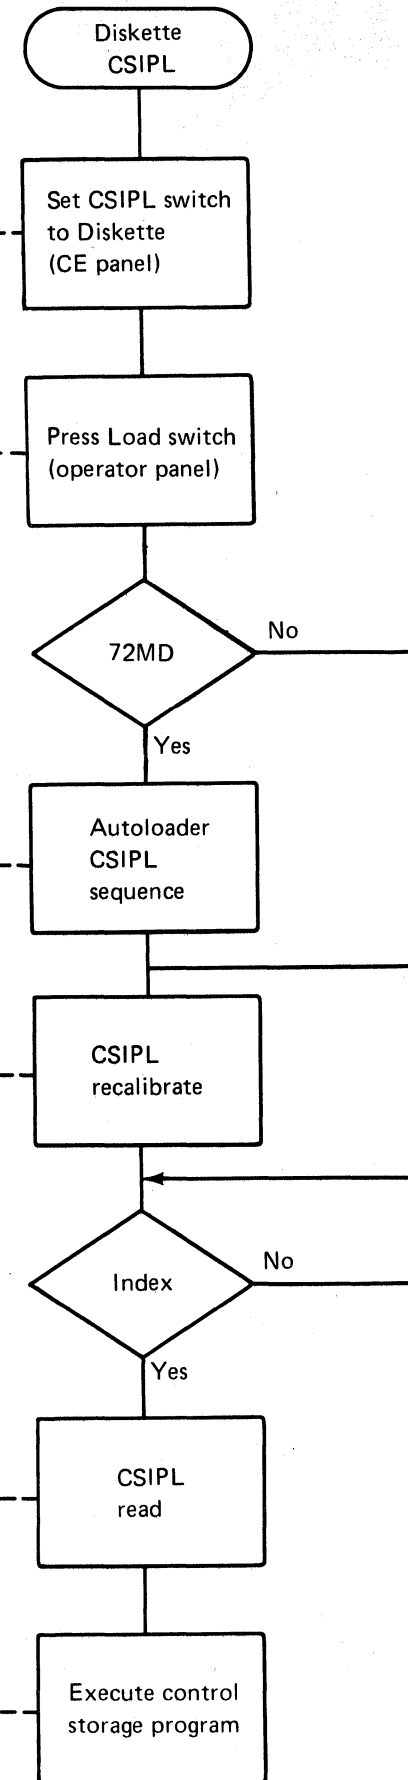 Diskette
CSIPL
Set CSIPL switch
to Diskette
(CE panel)
Press Load switch
(operator panel)
72MD
No
Yes
Autoloader
CSIPL
sequence
CSIPL
recalibrate
Index
No
Yes
CSIPL
read
Execute control
storage program